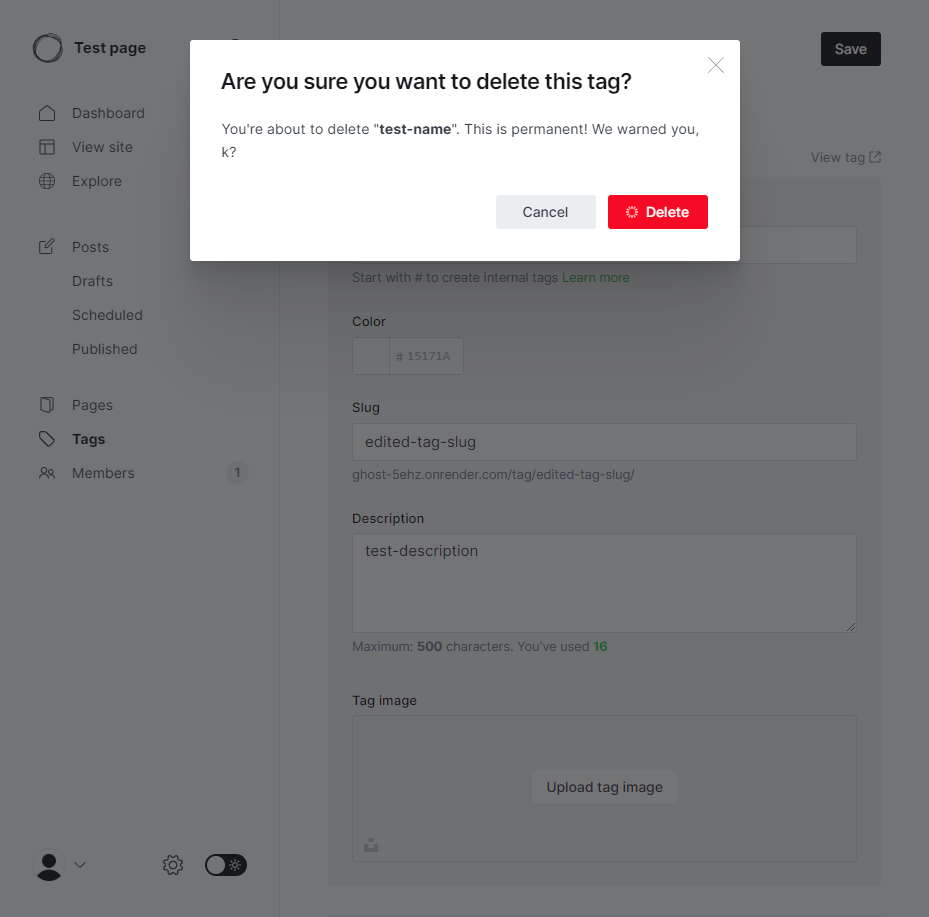 Test page
Save
Are you sure you want to delete this tag?
You're about to delete "test-name". This is permanent! We warned you,
k?
Cancel
Delete
Dashboard
View site
Explore
Posts
Drafts
Scheduled
Published
Pages
Tags
Members 1
View tag
Start with # to create internal tags Learn more
Color
# 15171A
Slug
edited-tag-slug
ghost-5ehz.onrender.com/tag/edited-tag-slug/
Description
test-description
Maximum: 500 characters. You've used 16
Tag image
Upload tag image